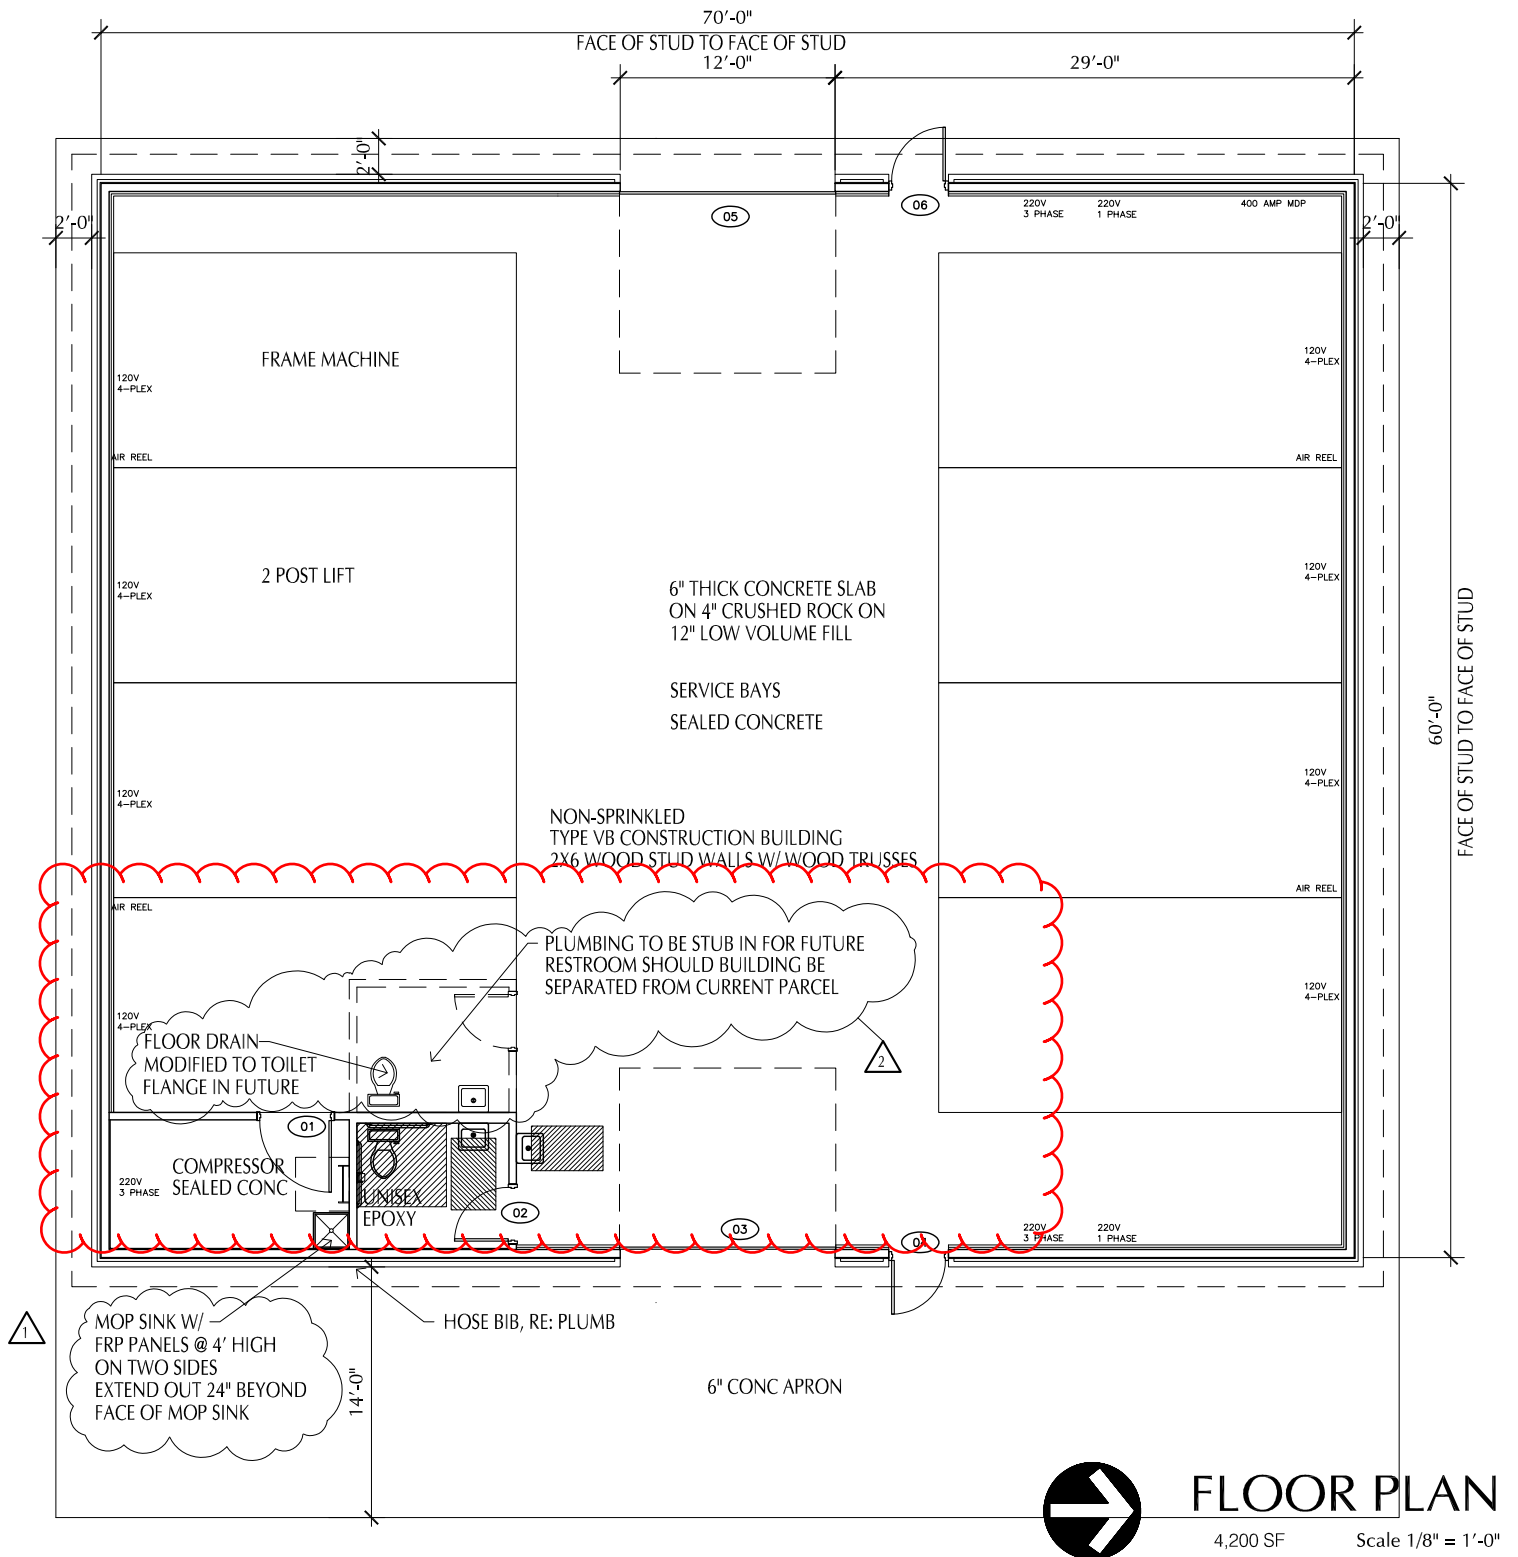 70'-0"
FACE OF STUD TO FACE OF STUD
12'-0"
29'-0"
2'-0"
2'-0"
2'-0"
05
06
220V
3 PHASE
220V
1 PHASE
400 AMP MDP
FRAME MACHINE
120V
4-PLEX
120V
4-PLEX
AIR REEL
AIR REEL
2 POST LIFT
120V
4-PLEX
120V
4-PLEX
6" THICK CONCRETE SLAB
ON 4" CRUSHED ROCK ON
12" LOW VOLUME FILL
SERVICE BAYS
SEALED CONCRETE
60'-0"
FACE OF STUD TO FACE OF STUD
120V
4-PLEX
120V
4-PLEX
NON-SPRINKLED
TYPE VB CONSTRUCTION BUILDING
2X6 WOOD STUD WALLS W/ WOOD TRUSSES
AIR REEL
AIR REEL
PLUMBING TO BE STUB IN FOR FUTURE
RESTROOM SHOULD BUILDING BE
SEPARATED FROM CURRENT PARCEL
120V
4-PLEX
120V
4-PLEX
FLOOR DRAIN
MODIFIED TO TOILET
FLANGE IN FUTURE
2
01
COMPRESSOR
SEALED CONC
220V
3 PHASE
UNISEX
EPOXY
02
03
04
220V
3 PHASE
220V
1 PHASE
1
MOP SINK W/
FRP PANELS @ 4' HIGH
ON TWO SIDES
EXTEND OUT 24" BEYOND
FACE OF MOP SINK
HOSE BIB, RE: PLUMB
14'-0"
6" CONC APRON
FLOOR PLAN
4,200 SF
Scale 1/8" = 1'-0"